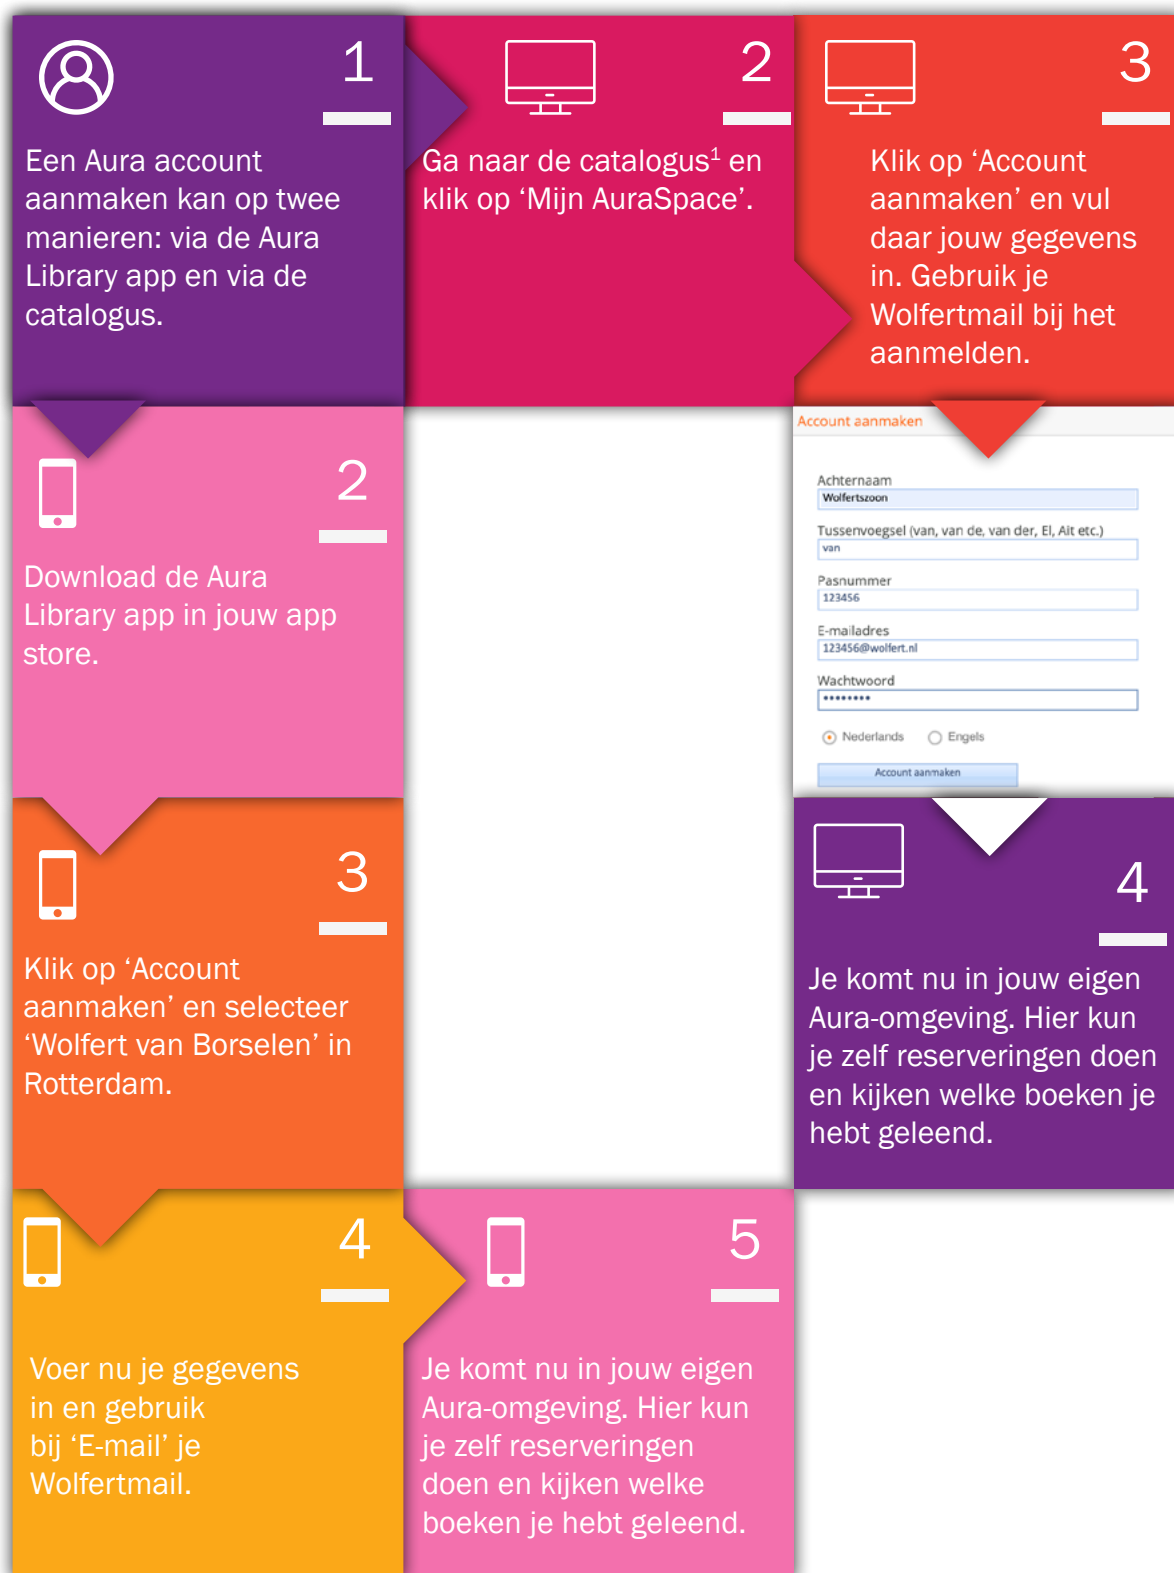 1
Een Aura account
aanmaken kan op twee
manieren: via de Aura
Library app en via de
catalogus.
2
Ga naar de catalogus¹ en
klik op ‘Mijn AuraSpace’.
3
Klik op ‘Account
aanmaken’ en vul
daar jouw gegevens
in. Gebruik je
Wolfertmail bij het
aanmelden.
Account aanmaken
Achternaam
Wolfertszoon
Tussenvoegsel (van, van de, van der, El, Ait etc.)
van
Pasnummer
123456
E-mailadres
123456@wolfert.nl
Wachtwoord
••••••••
Nederlands Engels
Account aanmaken
4
Je komt nu in jouw eigen
Aura-omgeving. Hier kun
je zelf reserveringen doen
en kijken welke boeken je
hebt geleend.
2
Download de Aura
Library app in jouw app
store.
3
Klik op ‘Account
aanmaken’ en selecteer
‘Wolfert van Borselen’ in
Rotterdam.
4
Voer nu je gegevens
in en gebruik
bij ‘E-mail’ je
Wolfertmail.
5
Je komt nu in jouw eigen
Aura-omgeving. Hier kun
je zelf reserveringen
doen en kijken welke
boeken je hebt geleend.